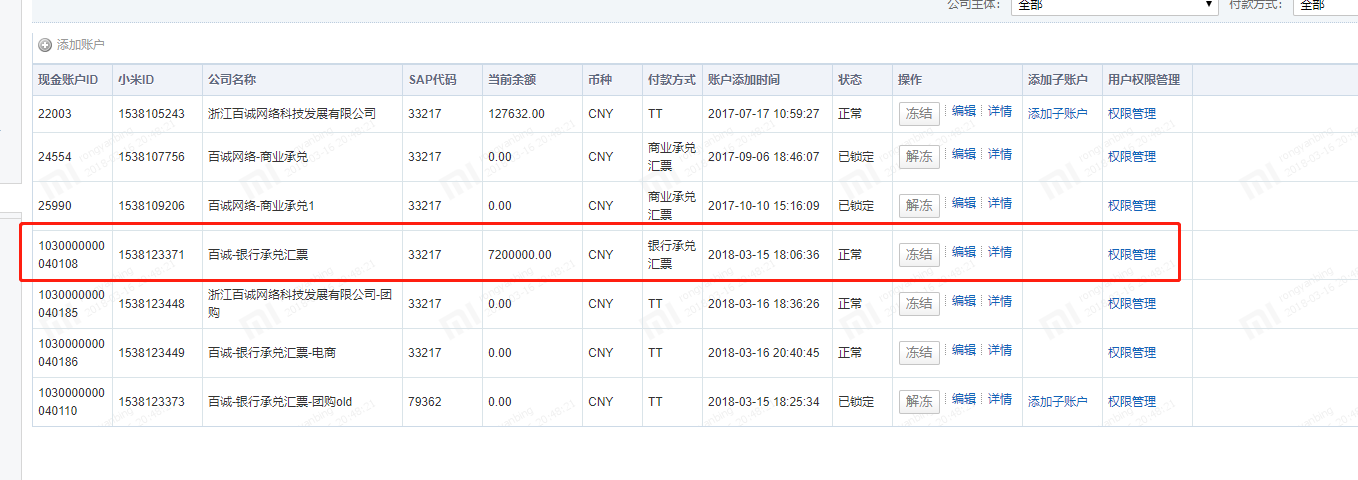 公司主体： 全部 付款方式： 全部
添加账户
现金账户ID 小米ID 公司名称 SAP代码 当前余额 币种 付款方式 账户添加时间 状态 操作 添加子账户 用户权限管理
22003 1538105243 浙江百诚网络科技发展有限公司 33217 127632.00 CNY TT 2017-07-17 10:59:27 正常 冻结 编辑 详情 添加子账户 权限管理
24554 1538107756 百诚网络-商业承兑 33217 0.00 CNY 商业承兑
汇票 2017-09-06 18:46:07 已锁定 解冻 编辑 详情 权限管理
25990 1538109206 百诚网络-商业承兑1 33217 0.00 CNY 商业承兑
汇票 2017-10-10 15:16:09 已锁定 解冻 编辑 详情 权限管理
1030000000
040108 1538123371 百诚-银行承兑汇票 33217 7200000.00 CNY 银行承兑
汇票 2018-03-15 18:06:36 正常 冻结 编辑 详情 权限管理
1030000000
040185 1538123448 浙江百诚网络科技发展有限公司-团
购 33217 0.00 CNY TT 2018-03-16 18:36:26 正常 冻结 编辑 详情 权限管理
1030000000
040186 1538123449 百诚-银行承兑汇票-电商 33217 0.00 CNY TT 2018-03-16 20:40:45 正常 冻结 编辑 详情 权限管理
1030000000
040110 1538123373 百诚-银行承兑汇票-团购old 79362 0.00 CNY TT 2018-03-15 18:25:34 已锁定 解冻 编辑 详情 添加子账户 权限管理